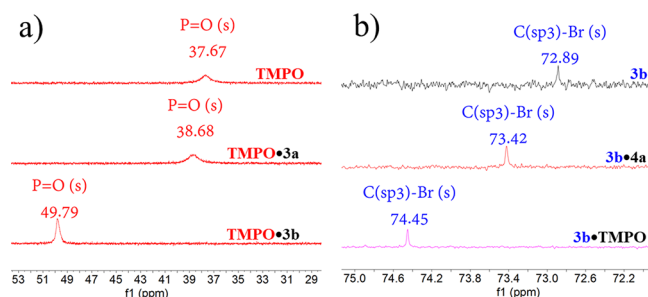 a)
P=O (s)
37.67
TMPO
P=O (s)
38.68
TMPO•3a
P=O (s)
49.79
TMPO•3b
53 51 49 47 45 43 41 39 37 35 33 31 29
f1 (ppm)
b)
C(sp3)-Br (s)
72.89
3b
C(sp3)-Br (s)
73.42
3b•4a
C(sp3)-Br (s)
74.45
3b•TMPO
75.0 74.6 74.2 73.8 73.4 73.0 72.6 72.2
f1 (ppm)